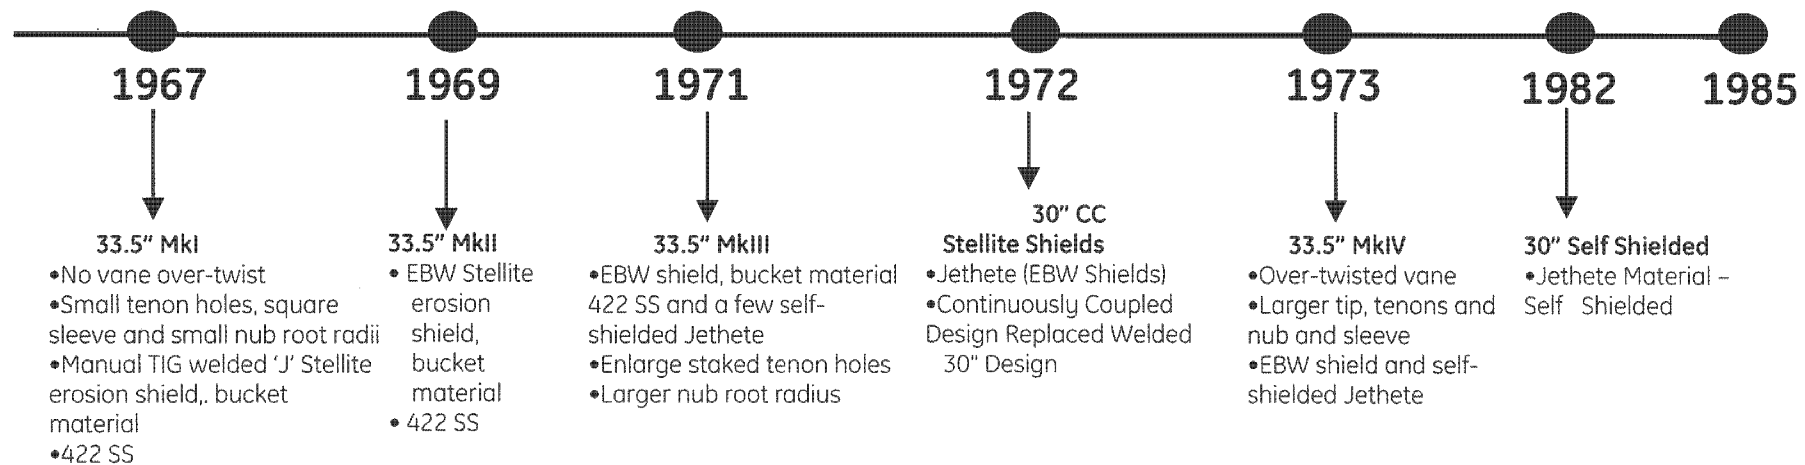 1967
1969
1971
1972
1973
1982
1985
33.5" MkI
•No vane over-twist
•Small tenon holes, square
sleeve and small nub root radii
•Manual TIG welded 'J' Stellite
erosion shield,. bucket
material
•422 SS
33.5" MkII
• EBW Stellite
erosion
shield,
bucket
material
• 422 SS
33.5" MkIII
•EBW shield, bucket material
422 SS and a few self-
shielded Jethete
•Enlarge staked tenon holes
•Larger nub root radius
30" CC
Stellite Shields
•Jethete (EBW Shields)
•Continuously Coupled
Design Replaced Welded
30" Design
33.5" MkIV
•Over-twisted vane
•Larger tip, tenons and
nub and sleeve
•EBW shield and self-
shielded Jethete
30" Self Shielded
•Jethete Material –
Self Shielded